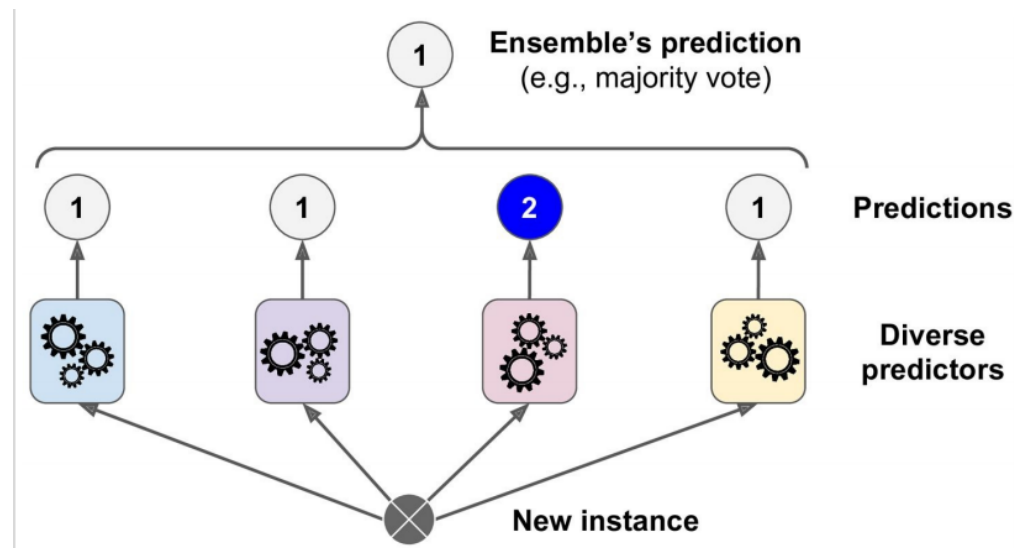 1
Ensemble’s prediction
(e.g., majority vote)
1 1 2 1 Predictions
Diverse
predictors
New instance